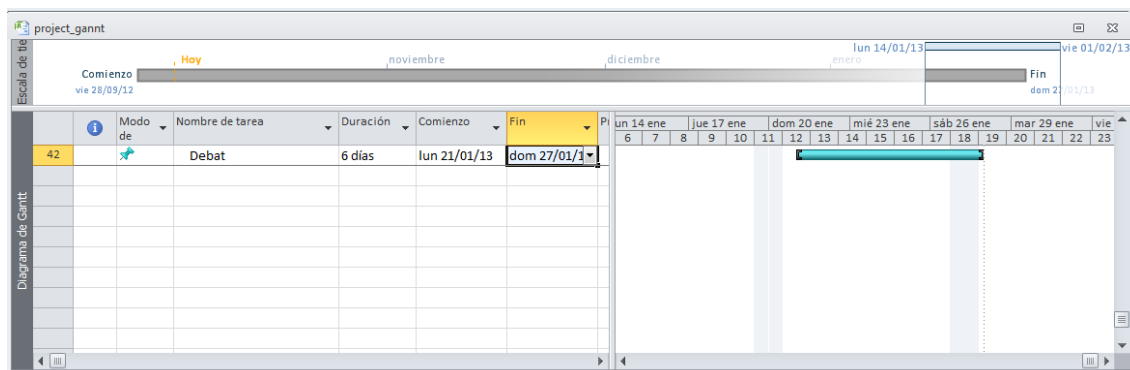 project_gannt
Escala de tie
lun 14/01/13 vie 01/02/13
Hoy noviembre diciembre enero
Comienzo Fin
vie 28/09/12 dom 27/01/13
Modo de Nombre de tarea Duración Comienzo Fin
un 14 ene jue 17 ene dom 20 ene mié 23 ene sáb 26 ene mar 29 ene vie
6 7 8 9 10 11 12 13 14 15 16 17 18 19 20 21 22 23
42 Debat 6 días lun 21/01/13 dom 27/01/1
Diagrama de Gantt